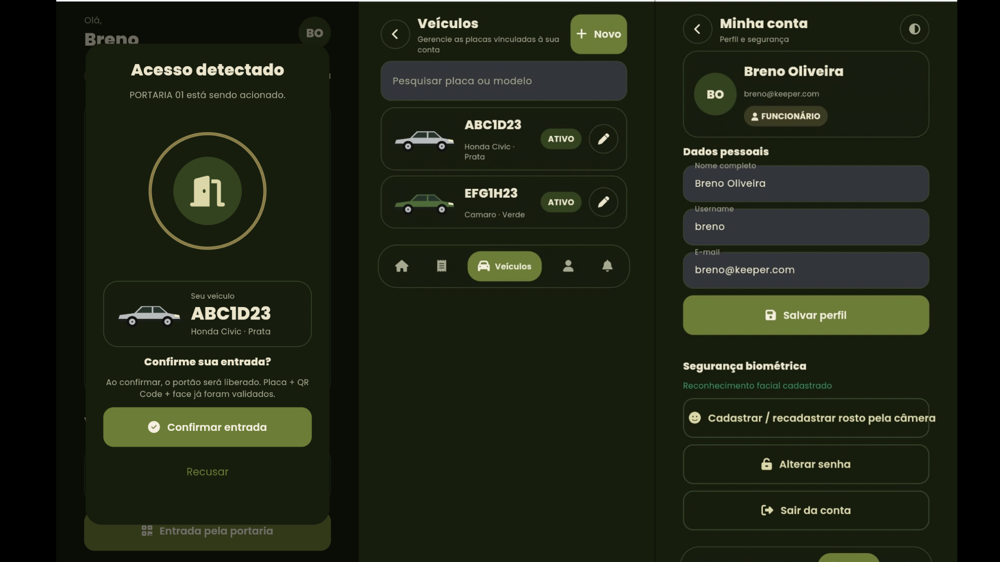 Olá,
Breno
BO
Acesso detectado
PORTARIA 01 está sendo acionado.
Seu veículo
ABC1D23
Honda Civic · Prata
Confirme sua entrada?
Ao confirmar, o portão será liberado. Placa + QR
Code + face já foram validados.
Confirmar entrada
Recusar
Entrada pela portaria
Veículos
Gerencie as placas vinculadas à sua
conta
+ Novo
Pesquisar placa ou modelo
ABC1D23
Honda Civic ·
Prata
ATIVO
EFG1H23
Camaro · Verde
ATIVO
Veículos
Minha conta
Perfil e segurança
BO
Breno Oliveira
breno@keeper.com
FUNCIONÁRIO
Dados pessoais
Nome completo
Breno Oliveira
Username
breno
E-mail
breno@keeper.com
Salvar perfil
Segurança biométrica
Reconhecimento facial cadastrado
Cadastrar / recadastrar rosto pela câmera
Alterar senha
Sair da conta